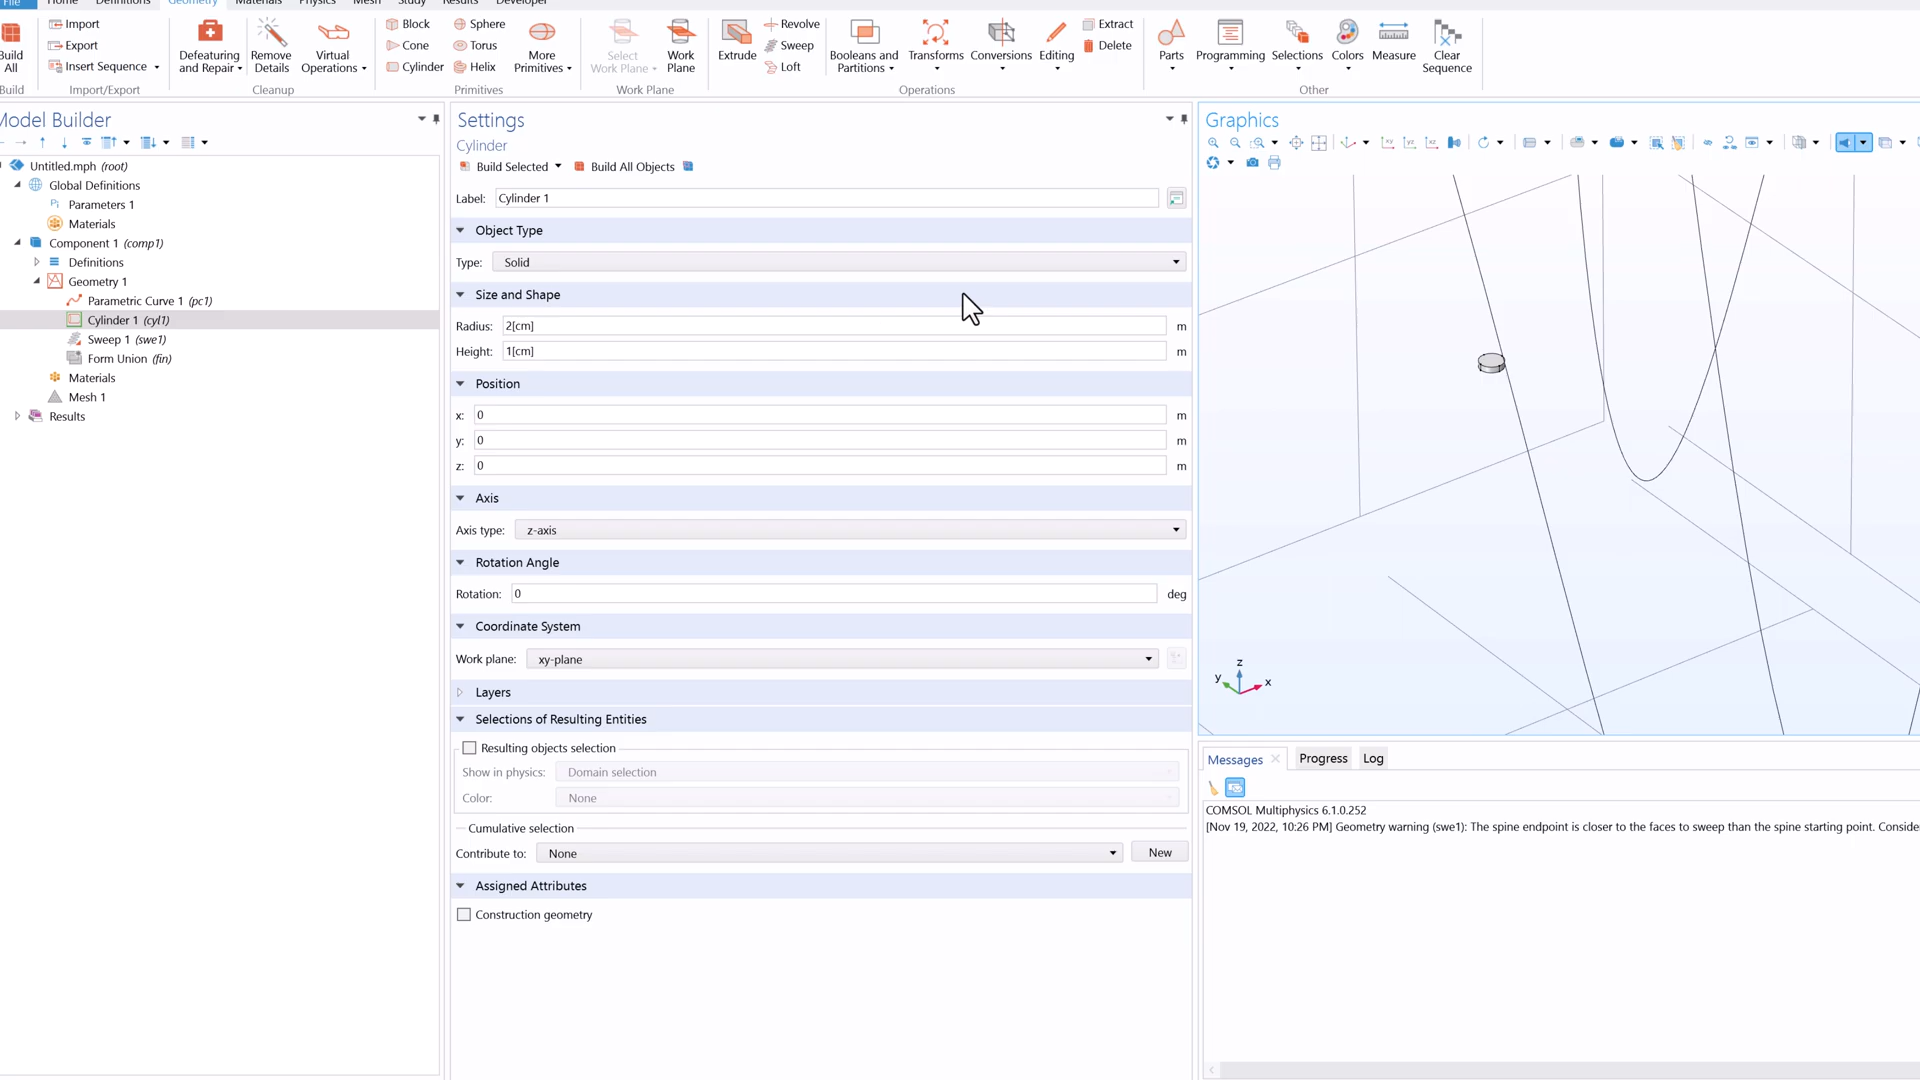 File Home Definitions Geometry Materials Physics Mesh Study Results Developer
Build All
Import
Export
Insert Sequence
Defeaturing and Repair
Remove Details
Virtual Operations
Block
Cone
Cylinder
Sphere
Torus
Helix
More Primitives
Select Work Plane
Work Plane
Extrude
Revolve
Sweep
Loft
Booleans and Partitions
Transforms
Conversions
Editing
Extract
Delete
Parts
Programming
Selections
Colors
Measure
Clear Sequence
Build Import/Export Cleanup Primitives Work Plane Operations Other
Model Builder
Untitled.mph (root)
Global Definitions
Pi Parameters 1
Materials
Component 1 (comp1)
Definitions
Geometry 1
Parametric Curve 1 (pc1)
Cylinder 1 (cyl1)
Sweep 1 (swe1)
Form Union (fin)
Materials
Mesh 1
Results
Settings
Cylinder
Build Selected Build All Objects
Label: Cylinder 1
Object Type
Type: Solid
Size and Shape
Radius: 2[cm] m
Height: 1[cm] m
Position
x: 0 m
y: 0 m
z: 0 m
Axis
Axis type: z-axis
Rotation Angle
Rotation: 0 deg
Coordinate System
Work plane: xy-plane
Layers
Selections of Resulting Entities
Resulting objects selection
Show in physics: Domain selection
Color: None
Cumulative selection
Contribute to: None New
Assigned Attributes
Construction geometry
Graphics
xy yz xz
z
y
x
Messages Progress Log
COMSOL Multiphysics 6.1.0.252
[Nov 19, 2022, 10:26 PM] Geometry warning (swe1): The spine endpoint is closer to the faces to sweep than the spine starting point. Conside